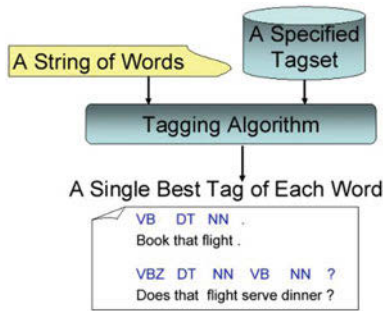 A String of Words
A Specified
Tagset
Tagging Algorithm
A Single Best Tag of Each Word
VB DT NN .
Book that flight .
VBZ DT NN VB NN ?
Does that flight serve dinner ?